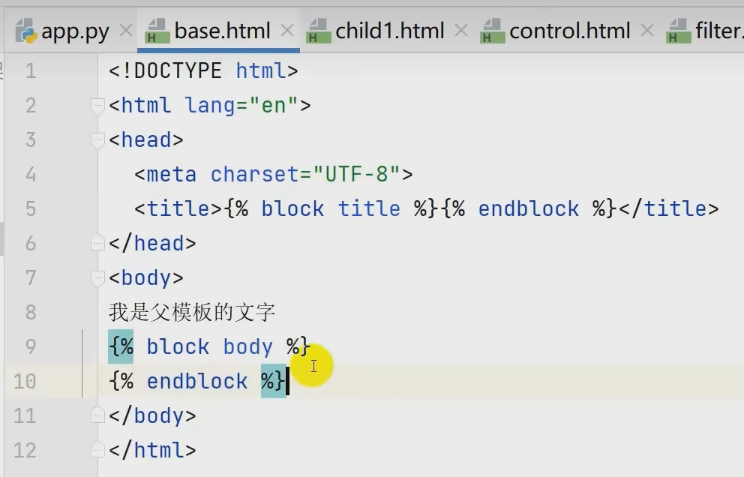 app.py
base.html
child1.html
control.html
filter.
1 <!DOCTYPE html>
2 <html lang="en">
3 <head>
4 <meta charset="UTF-8">
5 <title>{% block title %}{% endblock %}</title>
6 </head>
7 <body>
8 我是父模板的文字
9 {% block body %}
10 {% endblock %}
11 </body>
12 </html>